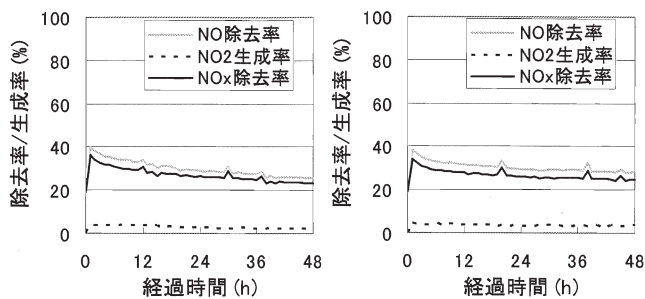 除去率/生成率(%)
100
80
60
40
20
0
NO除去率
NO2生成率
NOx除去率
0 12 24 36 48
経過時間(h)
除去率/生成率(%)
100
80
60
40
20
0
NO除去率
NO2生成率
NOx除去率
0 12 24 36 48
経過時間(h)